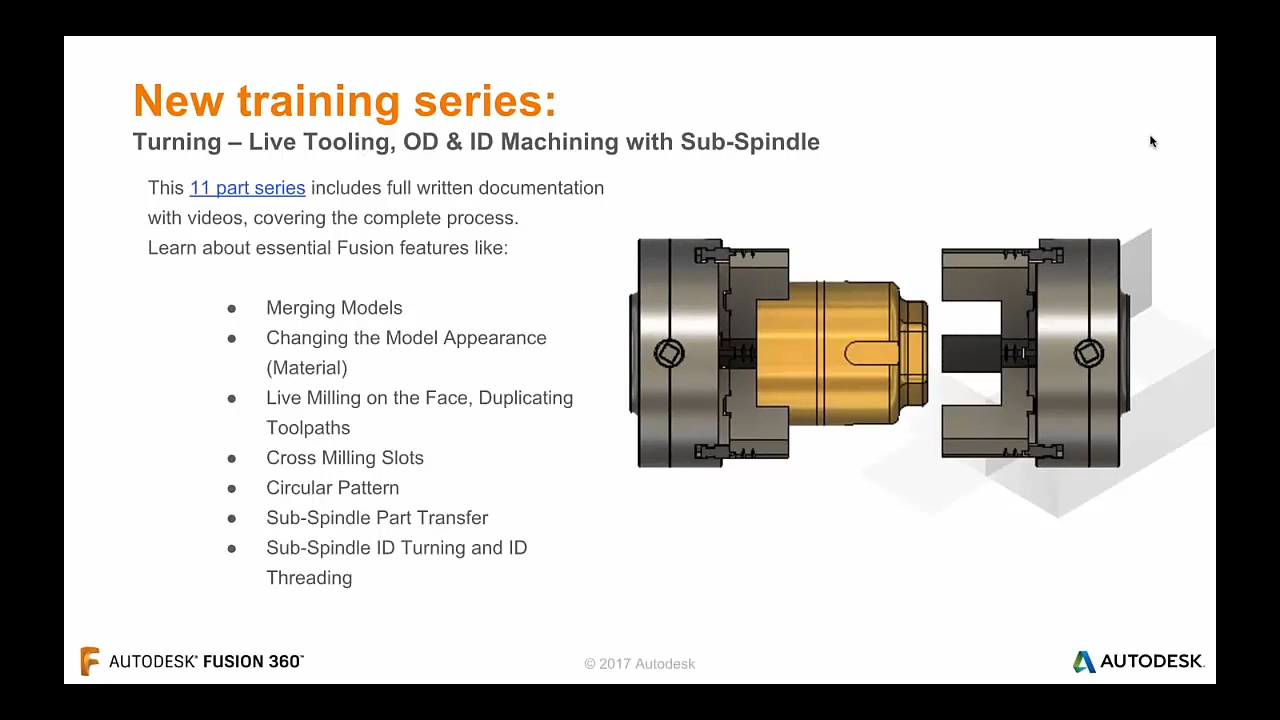 New training series:
Turning – Live Tooling, OD & ID Machining with Sub-Spindle
This 11 part series includes full written documentation
with videos, covering the complete process.
Learn about essential Fusion features like:
● Merging Models
● Changing the Model Appearance
(Material)
● Live Milling on the Face, Duplicating
Toolpaths
● Cross Milling Slots
● Circular Pattern
● Sub-Spindle Part Transfer
● Sub-Spindle ID Turning and ID
Threading
AUTODESK® FUSION 360™
© 2017 Autodesk
AUTODESK.